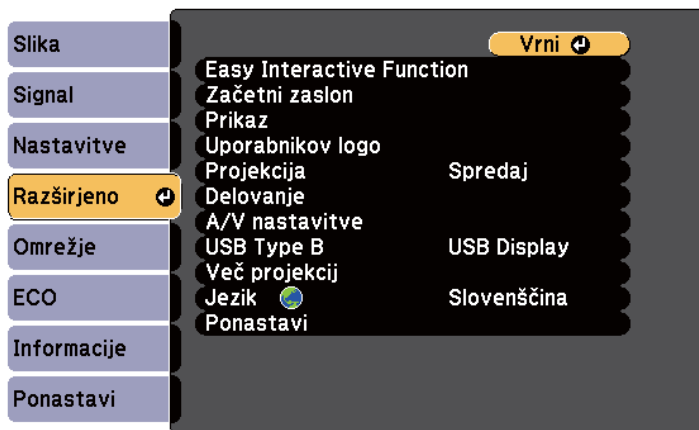 Slika
Signal
Nastavitve
Razširjeno
Omrežje
ECO
Informacije
Ponastavi
Vrni
Easy Interactive Function
Začetni zaslon
Prikaz
Uporabnikov logo
Projekcija Spredaj
Delovanje
A/V nastavitve
USB Type B USB Display
Več projekcij
Jezik Slovenščina
Ponastavi